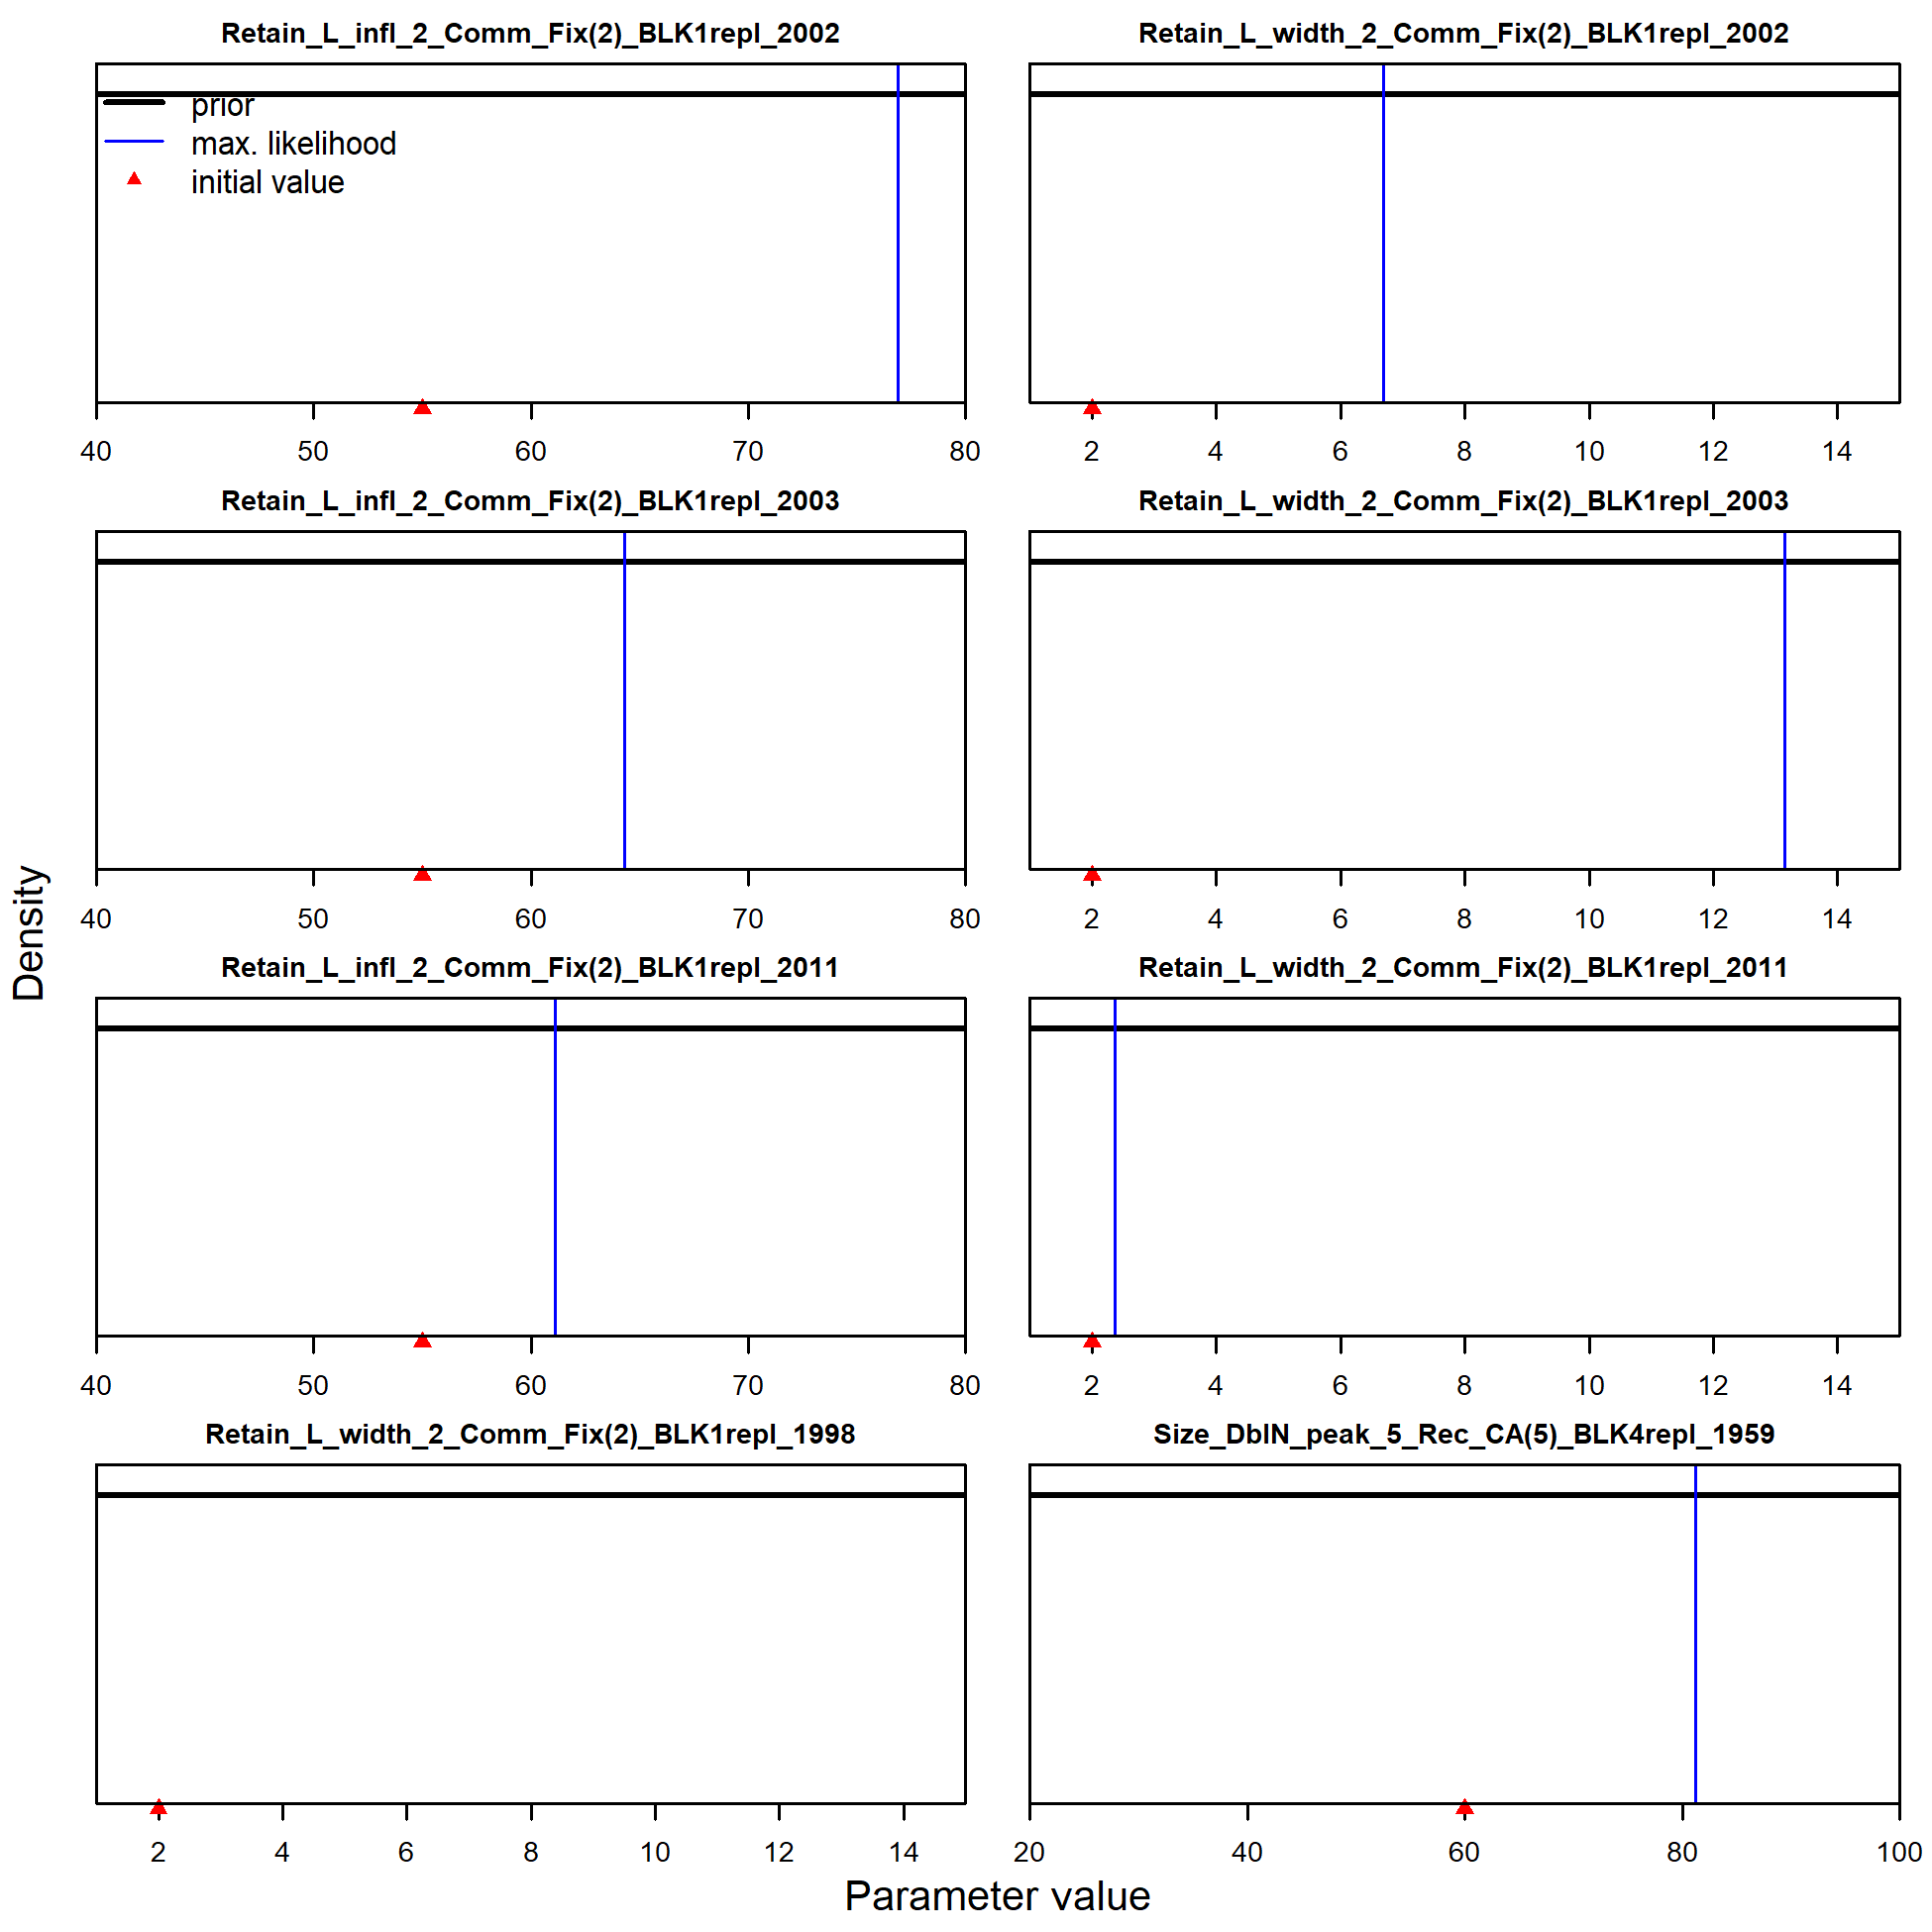 Retain_L_infl_2_Comm_Fix(2)_BLK1repl_2002
prior
max. likelihood
initial value
40 50 60 70 80
Retain_L_width_2_Comm_Fix(2)_BLK1repl_2002
2 4 6 8 10 12 14
Retain_L_infl_2_Comm_Fix(2)_BLK1repl_2003
40 50 60 70 80
Retain_L_width_2_Comm_Fix(2)_BLK1repl_2003
2 4 6 8 10 12 14
Retain_L_infl_2_Comm_Fix(2)_BLK1repl_2011
40 50 60 70 80
Retain_L_width_2_Comm_Fix(2)_BLK1repl_2011
2 4 6 8 10 12 14
Retain_L_width_2_Comm_Fix(2)_BLK1repl_1998
2 4 6 8 10 12 14
Size_DblN_peak_5_Rec_CA(5)_BLK4repl_1959
20 40 60 80 100
Density
Parameter value